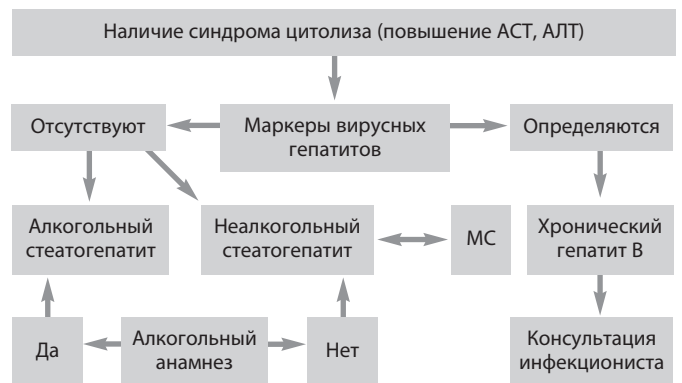 Наличие синдрома цитолиза (повышение АСТ, АЛТ)
Отсутствуют
Маркеры вирусных
гепатитов
Определяются
Алкогольный
стеатогепатит
Неалкогольный
стеатогепатит
МС
Хронический
гепатит В
Да
Алкогольный
анамнез
Нет
Консультация
инфекциониста